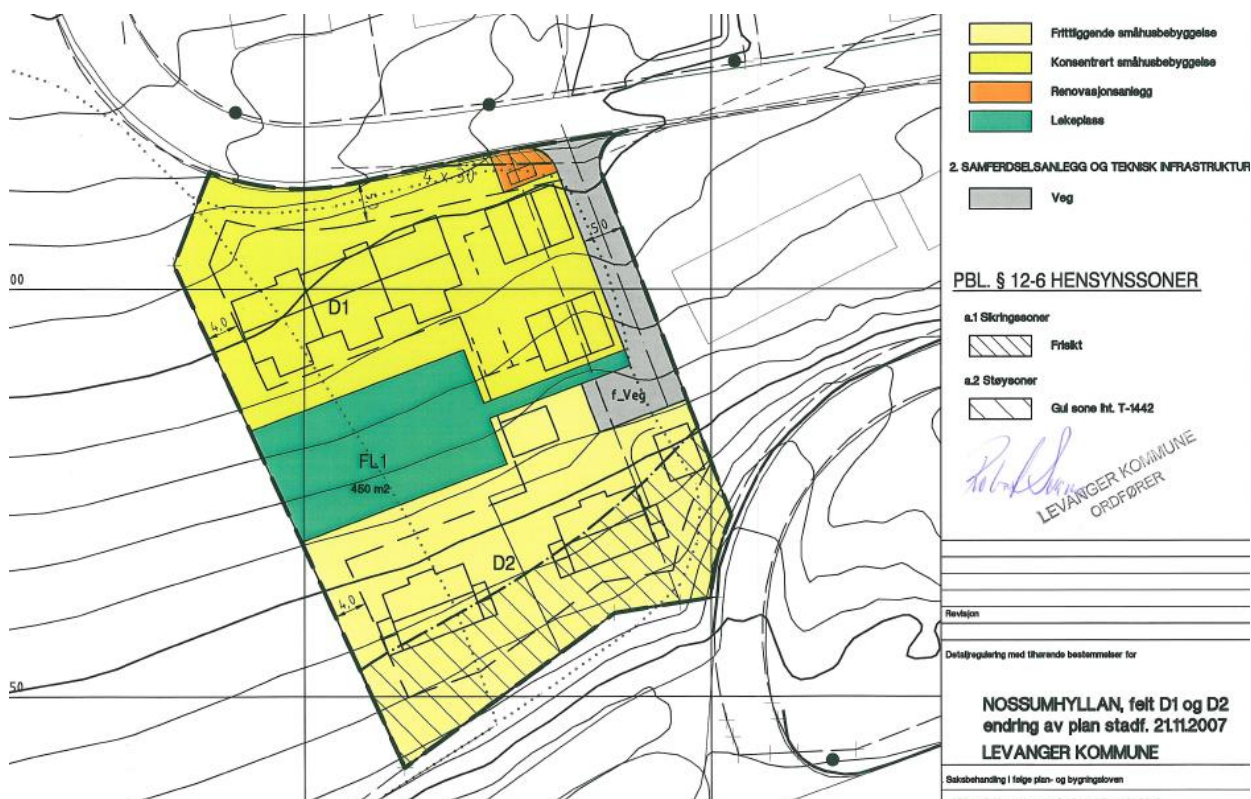 Frittliggende småhusbebyggelse
Konsentrert småhusbebyggelse
Renovasjonsanlegg
Lekeplass
2. SAMFERDSELSANLEGG OG TEKNISK INFRASTRUKTUR
Veg
PBL. § 12-6 HENSYNSSONER
a.1 Sikringssoner
Frisikt
a.2 Støysoner
Gul sone iht. T-1442
LEVANGER KOMMUNE
ORDFØRER
Revisjon
Detaljregulering med tilhørende bestemmelser for
NOSSUMHYLLAN, felt D1 og D2
endring av plan stadf. 21.11.2007
LEVANGER KOMMUNE
Saksbehandling i følge plan- og bygningsloven
4 x 30
5.0
00
D1
4.0
f_Veg
FL1
450 m2
D2
4.0
50